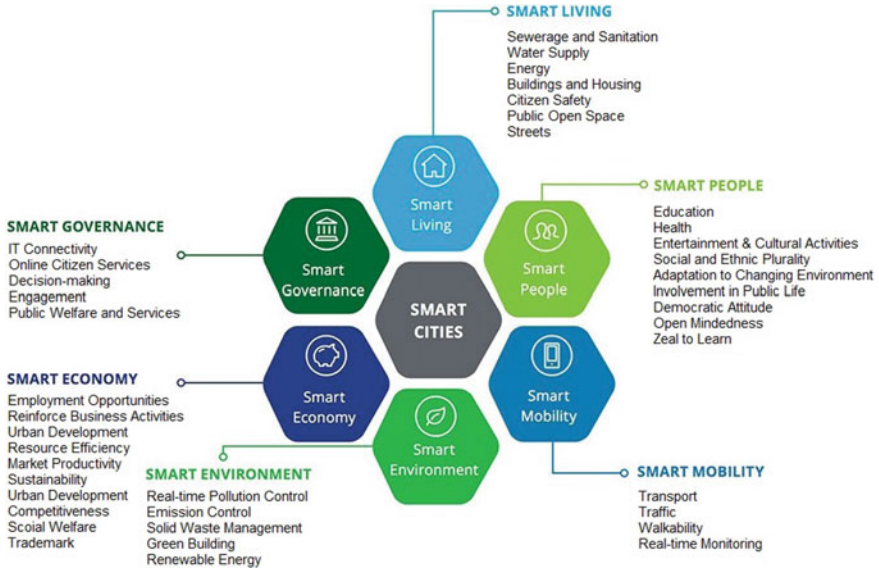 SMART LIVING
Sewerage and Sanitation
Water Supply
Energy
Buildings and Housing
Citizen Safety
Public Open Space
Streets
Smart
Living
SMART PEOPLE
Education
Health
Entertainment & Cultural Activities
Social and Ethnic Plurality
Adaptation to Changing Environment
Involvement in Public Life
Democratic Attitude
Open Mindedness
Zeal to Learn
Smart
People
SMART GOVERNANCE
IT Connectivity
Online Citizen Services
Decision-making
Engagement
Public Welfare and Services
Smart
Governance
SMART
CITIES
SMART ECONOMY
Employment Opportunities
Reinforce Business Activities
Urban Development
Resource Efficiency
Market Productivity
Sustainability
Urban Development
Competitiveness
Scoial Welfare
Trademark
Smart
Economy
Smart
Mobility
Smart
Environment
SMART ENVIRONMENT
Real-time Pollution Control
Emission Control
Solid Waste Management
Green Building
Renewable Energy
SMART MOBILITY
Transport
Traffic
Walkability
Real-time Monitoring